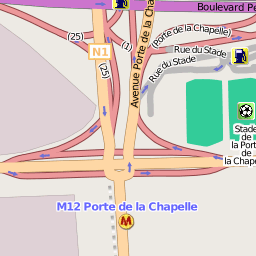 Boulevard Pe
(25)
(1)
N1
(25)
Avenue Porte de la Cha
Rue du Stade
Rue du Stade
(Porte de la Chapelle)
Stade
de
la Port
de
la Chape
M12 Porte de la Chapelle
M